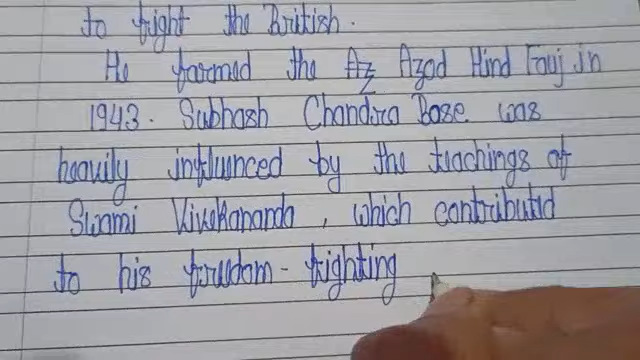 to fight the British.
He formed the Az Azad Hind Fauj in
1943. Subhash Chandra Bose was
heavily influenced by the teachings of
Swami Vivekananda, which contributed
to his freedom-fighting